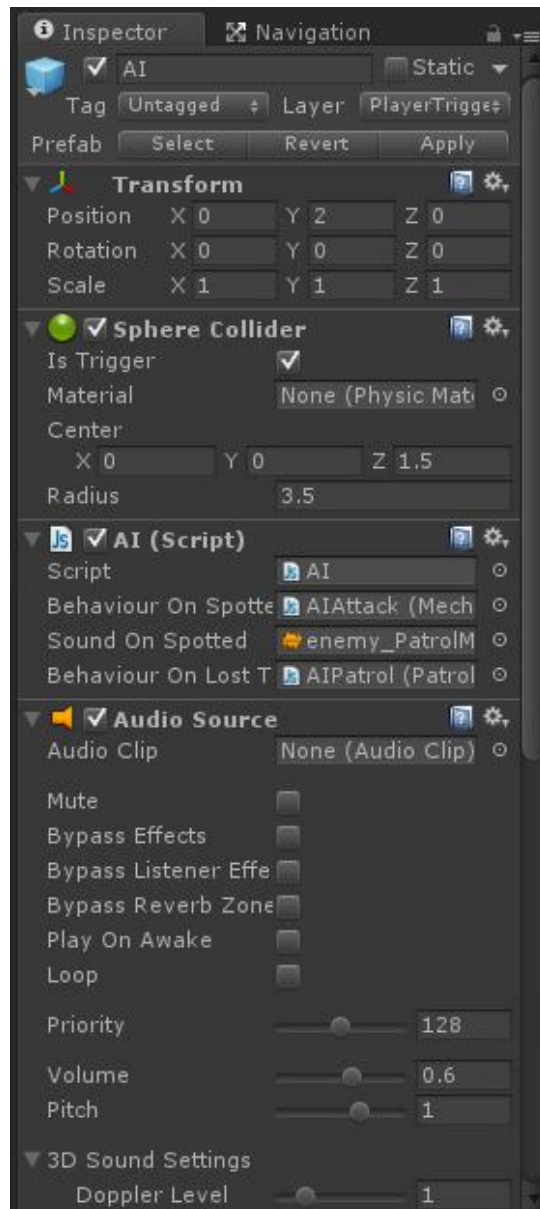 Inspector Navigation
AI Static
Tag Untagged Layer PlayerTrigge
Prefab Select Revert Apply
Transform
Position X 0 Y 2 Z 0
Rotation X 0 Y 0 Z 0
Scale X 1 Y 1 Z 1
Sphere Collider
Is Trigger
Material None (Physic Mate
Center
X 0 Y 0 Z 1.5
Radius 3.5
Js AI (Script)
Script AI
Behaviour On Spotte AIAttack (Mech
Sound On Spotted enemy_PatrolM
Behaviour On Lost T AIPatrol (Patrol
Audio Source
Audio Clip None (Audio Clip)
Mute
Bypass Effects
Bypass Listener Effe
Bypass Reverb Zone
Play On Awake
Loop
Priority 128
Volume 0.6
Pitch 1
3D Sound Settings
Doppler Level 1